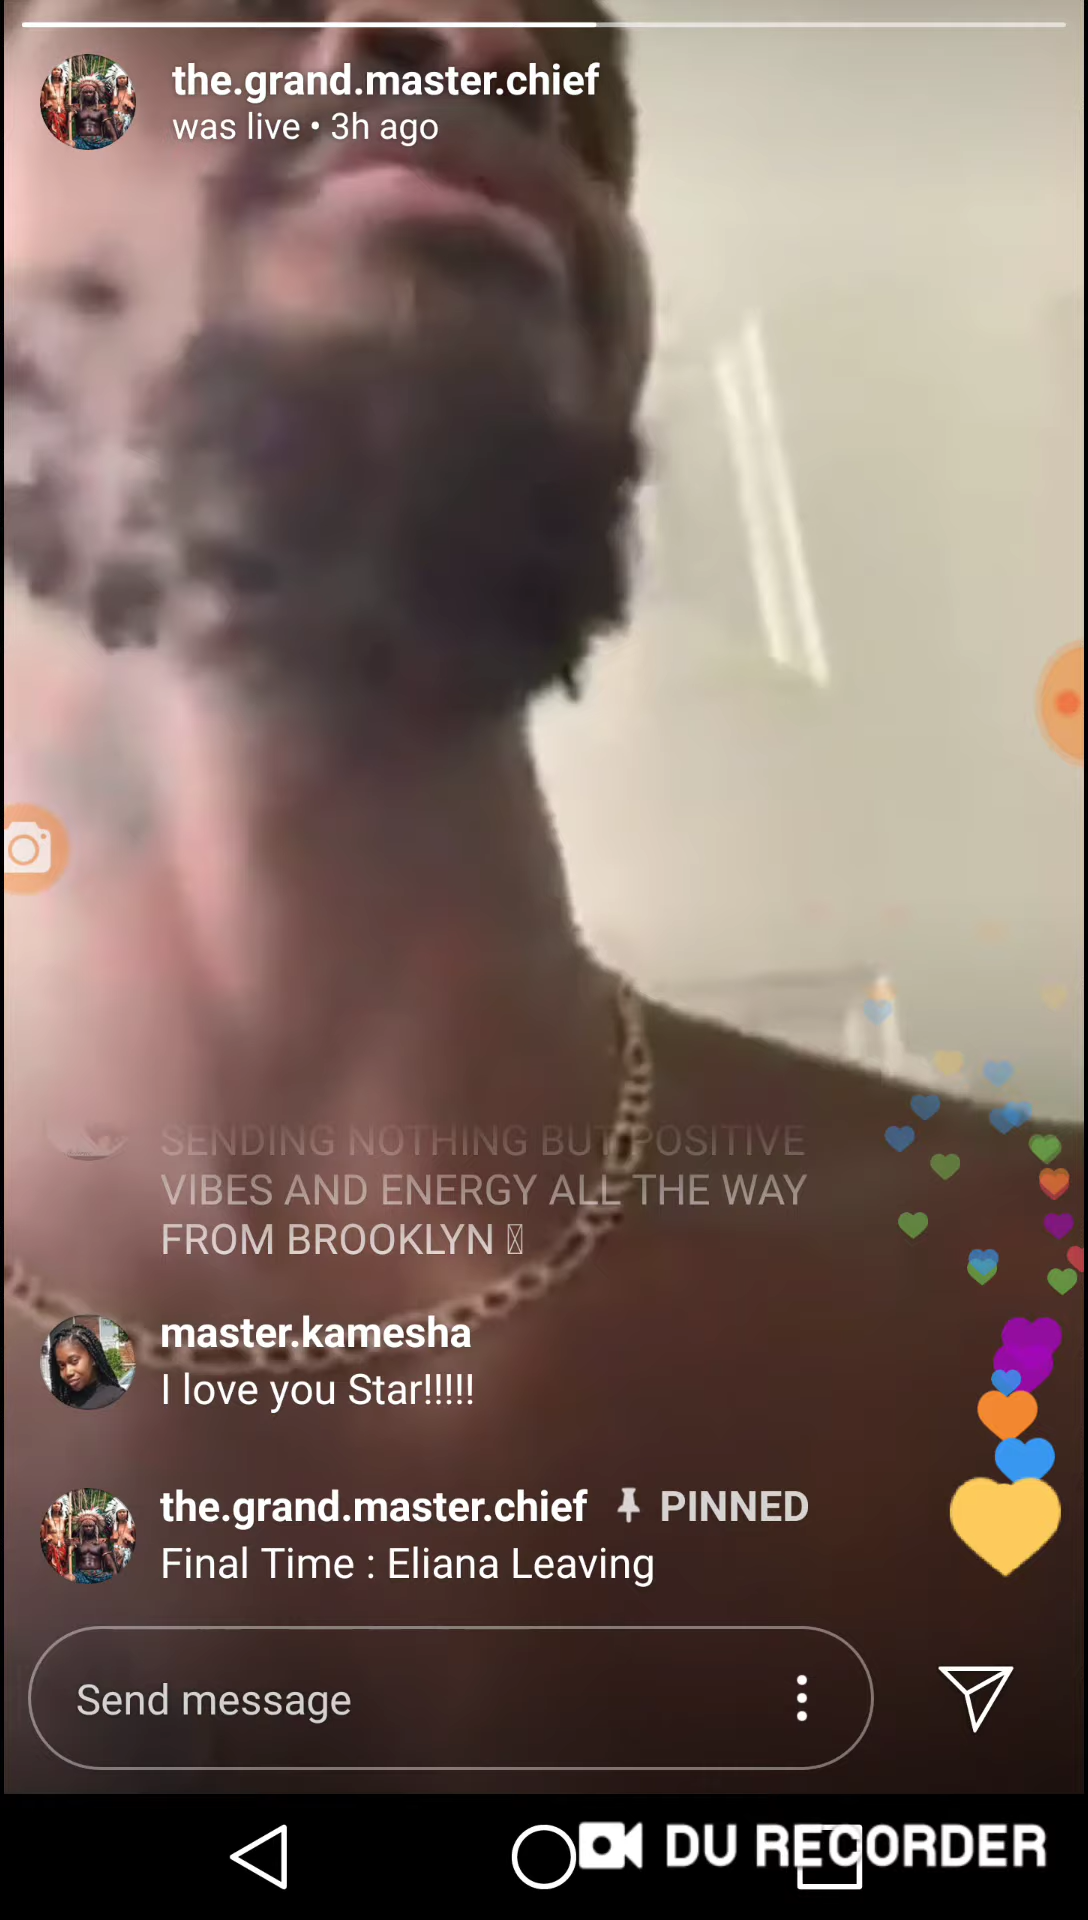 the.grand.master.chief
was live • 3h ago
SENDING NOTHING BUT POSITIVE
VIBES AND ENERGY ALL THE WAY
FROM BROOKLYN
master.kamesha
I love you Star!!!!!
the.grand.master.chief PINNED
Final Time : Eliana Leaving
Send message
DU RECORDER